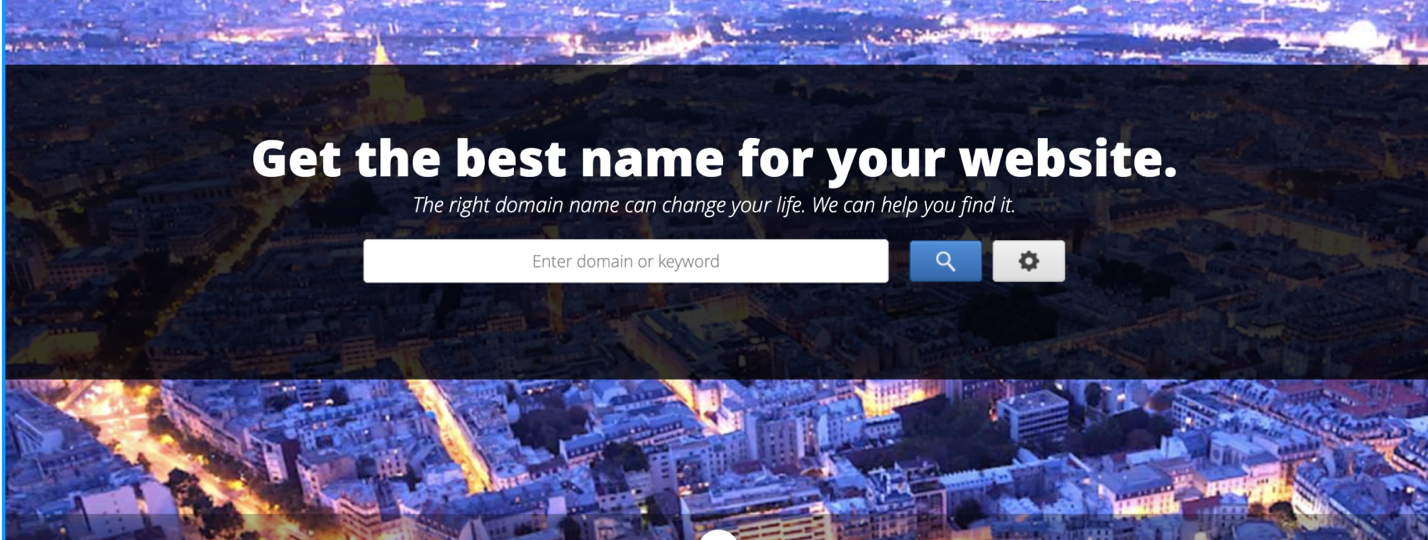 Get the best name for your website.
The right domain name can change your life. We can help you find it.
Enter domain or keyword